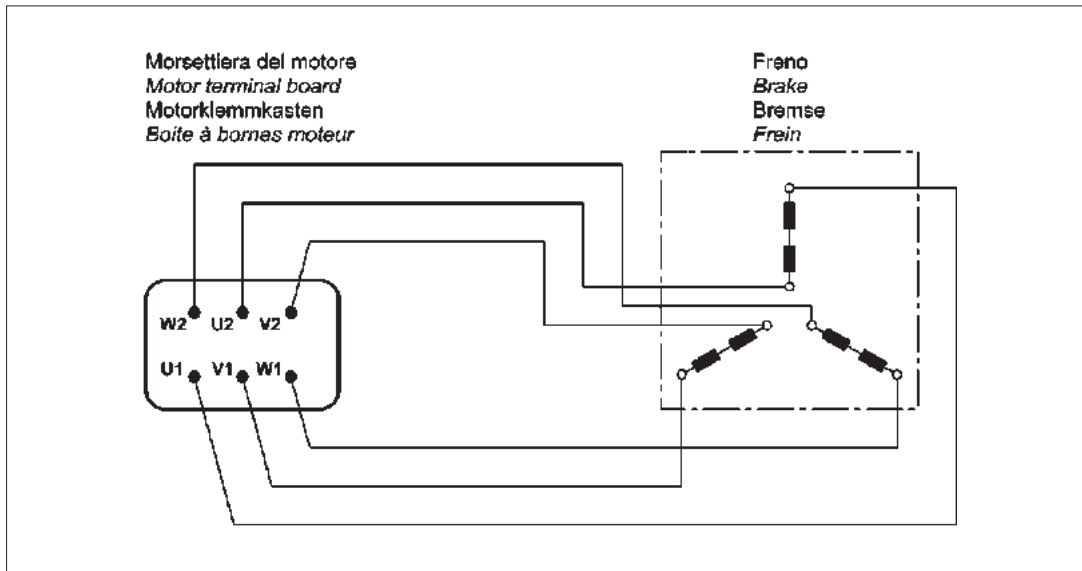 Morsettiera del motore
Motor terminal board
Motorklemmkasten
Boite à bornes moteur
Freno
Brake
Bremse
Frein
W2 U2 V2
U1 V1 W1